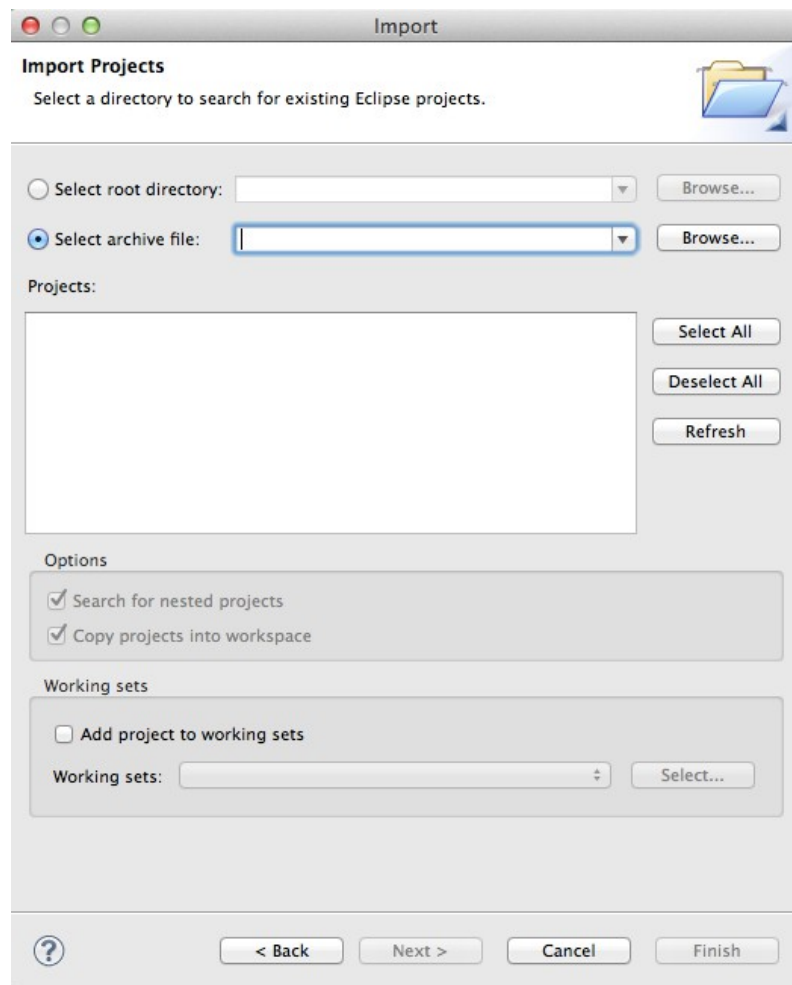 Import
Import Projects
Select a directory to search for existing Eclipse projects.
Select root directory: Browse...
Select archive file: Browse...
Projects:
Select All
Deselect All
Refresh
Options
Search for nested projects
Copy projects into workspace
Working sets
Add project to working sets
Working sets: Select...
? < Back Next > Cancel Finish